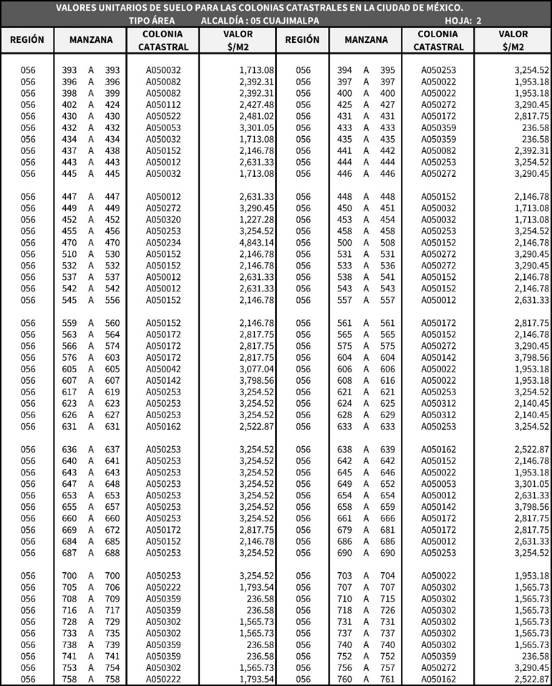 VALORES UNITARIOS DE SUELO PARA LAS COLONIAS CATASTRALES EN LA CIUDAD DE MÉXICO.
TIPO ÁREA ALCALDÍA : 05 CUAJIMALPA HOJA: 2
REGIÓN MANZANA COLONIA CATASTRAL VALOR $/M2 REGIÓN MANZANA COLONIA CATASTRAL VALOR $/M2
056 393 A 393 A050032 1,713.08 056 394 A 395 A050253 3,254.52
056 396 A 396 A050082 2,392.31 056 397 A 397 A050022 1,953.18
056 398 A 399 A050082 2,392.31 056 400 A 400 A050022 1,953.18
056 402 A 424 A050112 2,427.48 056 425 A 427 A050272 3,290.45
056 430 A 430 A050522 2,481.02 056 431 A 431 A050172 2,817.75
056 432 A 432 A050053 3,301.05 056 433 A 433 A050359 236.58
056 434 A 434 A050032 1,713.08 056 435 A 435 A050359 236.58
056 437 A 438 A050152 2,146.78 056 441 A 442 A050082 2,392.31
056 443 A 443 A050012 2,631.33 056 444 A 444 A050253 3,254.52
056 445 A 445 A050032 1,713.08 056 446 A 446 A050272 3,290.45
056 447 A 447 A050012 2,631.33 056 448 A 448 A050152 2,146.78
056 449 A 449 A050272 3,290.45 056 450 A 451 A050032 1,713.08
056 452 A 452 A050320 1,227.28 056 453 A 454 A050032 1,713.08
056 455 A 456 A050253 3,254.52 056 458 A 458 A050253 3,254.52
056 470 A 470 A050234 4,843.14 056 500 A 508 A050152 2,146.78
056 510 A 530 A050152 2,146.78 056 531 A 531 A050272 3,290.45
056 532 A 532 A050152 2,146.78 056 533 A 536 A050272 3,290.45
056 537 A 537 A050012 2,631.33 056 538 A 541 A050152 2,146.78
056 542 A 542 A050012 2,631.33 056 543 A 543 A050152 2,146.78
056 545 A 556 A050152 2,146.78 056 557 A 557 A050012 2,631.33
056 559 A 560 A050152 2,146.78 056 561 A 561 A050172 2,817.75
056 563 A 564 A050172 2,817.75 056 565 A 565 A050152 2,146.78
056 566 A 574 A050172 2,817.75 056 575 A 575 A050272 3,290.45
056 576 A 603 A050172 2,817.75 056 604 A 604 A050142 3,798.56
056 605 A 605 A050042 3,077.04 056 606 A 606 A050022 1,953.18
056 607 A 607 A050142 3,798.56 056 608 A 616 A050022 1,953.18
056 617 A 619 A050253 3,254.52 056 621 A 621 A050253 3,254.52
056 623 A 623 A050253 3,254.52 056 624 A 625 A050312 2,140.45
056 626 A 627 A050253 3,254.52 056 628 A 629 A050312 2,140.45
056 631 A 631 A050162 2,522.87 056 633 A 633 A050253 3,254.52
056 636 A 637 A050253 3,254.52 056 638 A 639 A050162 2,522.87
056 640 A 641 A050253 3,254.52 056 642 A 642 A050152 2,146.78
056 643 A 643 A050253 3,254.52 056 645 A 646 A050022 1,953.18
056 647 A 648 A050253 3,254.52 056 649 A 652 A050053 3,301.05
056 653 A 653 A050253 3,254.52 056 654 A 654 A050012 2,631.33
056 655 A 657 A050253 3,254.52 056 658 A 659 A050142 3,798.56
056 660 A 660 A050253 3,254.52 056 661 A 666 A050172 2,817.75
056 669 A 672 A050172 2,817.75 056 679 A 681 A050172 2,817.75
056 684 A 685 A050152 2,146.78 056 686 A 686 A050012 2,631.33
056 687 A 688 A050253 3,254.52 056 690 A 690 A050253 3,254.52
056 700 A 700 A050253 3,254.52 056 703 A 704 A050022 1,953.18
056 705 A 706 A050222 1,793.54 056 707 A 707 A050302 1,565.73
056 708 A 709 A050359 236.58 056 710 A 715 A050302 1,565.73
056 716 A 717 A050359 236.58 056 718 A 726 A050302 1,565.73
056 728 A 729 A050302 1,565.73 056 731 A 731 A050302 1,565.73
056 733 A 735 A050302 1,565.73 056 737 A 737 A050302 1,565.73
056 738 A 739 A050359 236.58 056 740 A 740 A050302 1,565.73
056 741 A 741 A050359 236.58 056 752 A 752 A050359 236.58
056 753 A 754 A050302 1,565.73 056 756 A 757 A050272 3,290.45
056 758 A 758 A050222 1,793.54 056 760 A 761 A050162 2,522.87